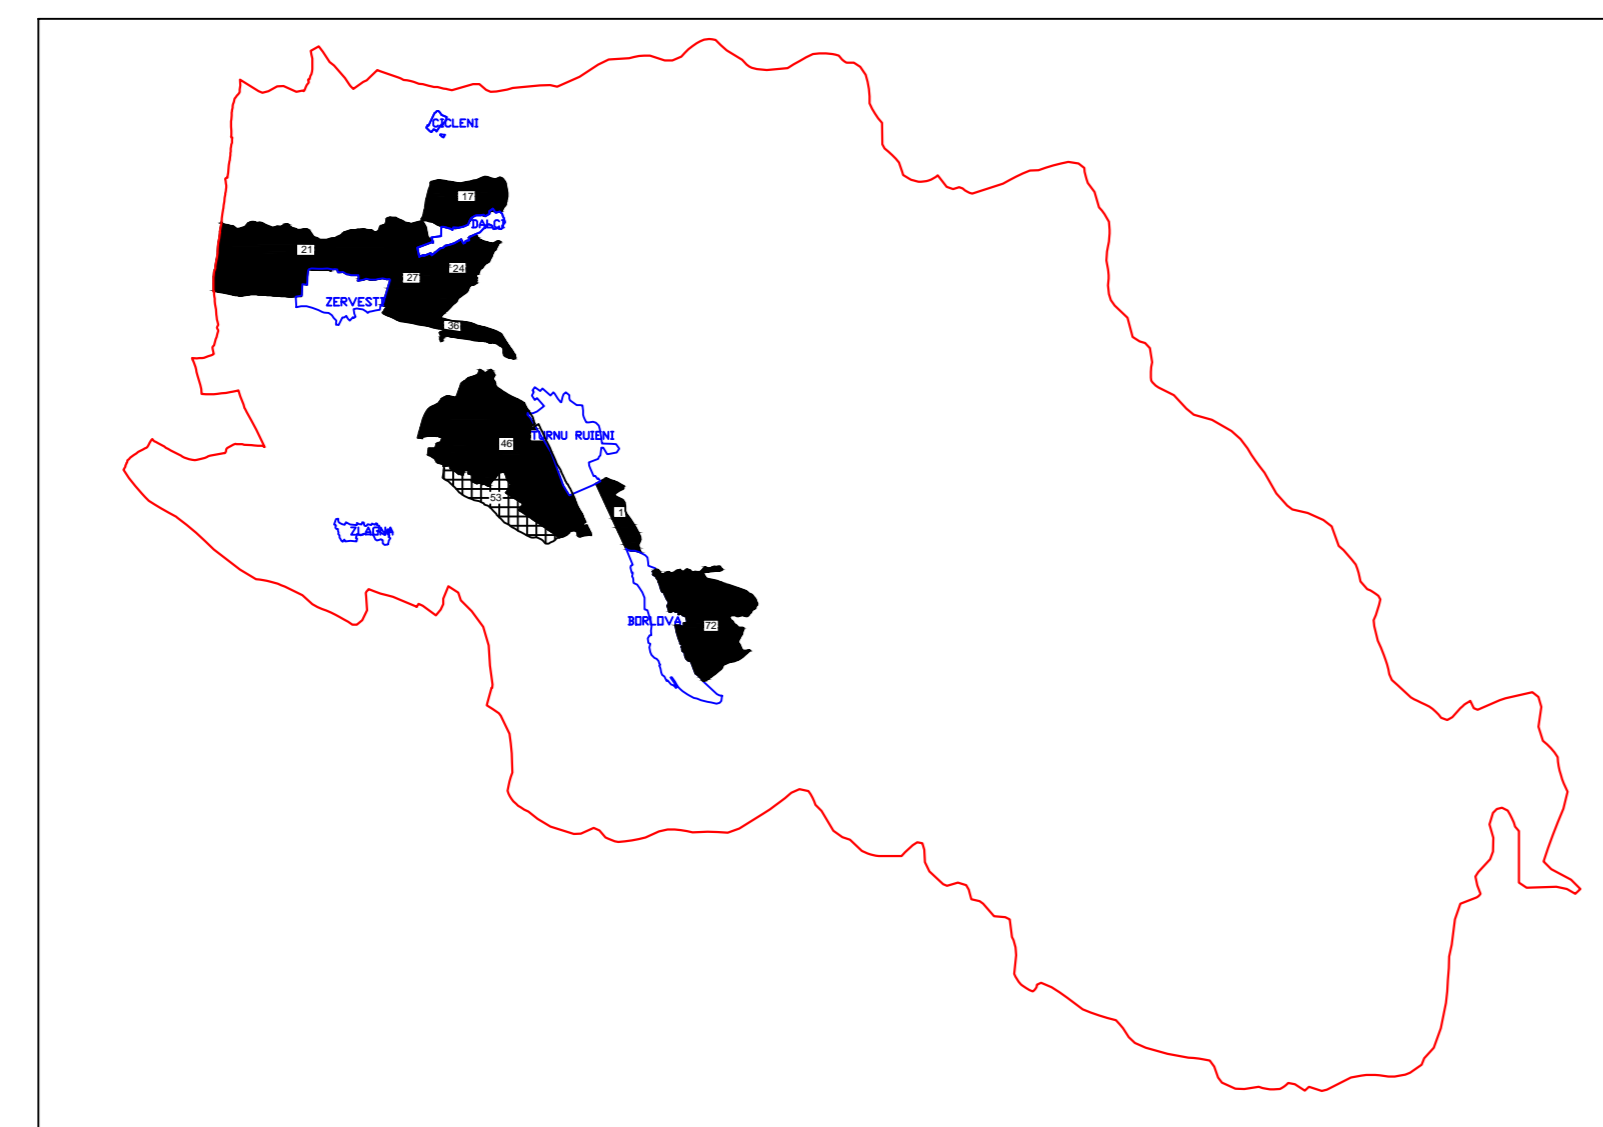 CICLENI
17
DALCI
21
24
27
ZERVESTI
36
TURNU RUIENI
46
53
1
ZLAGNA
BORLOVA
72